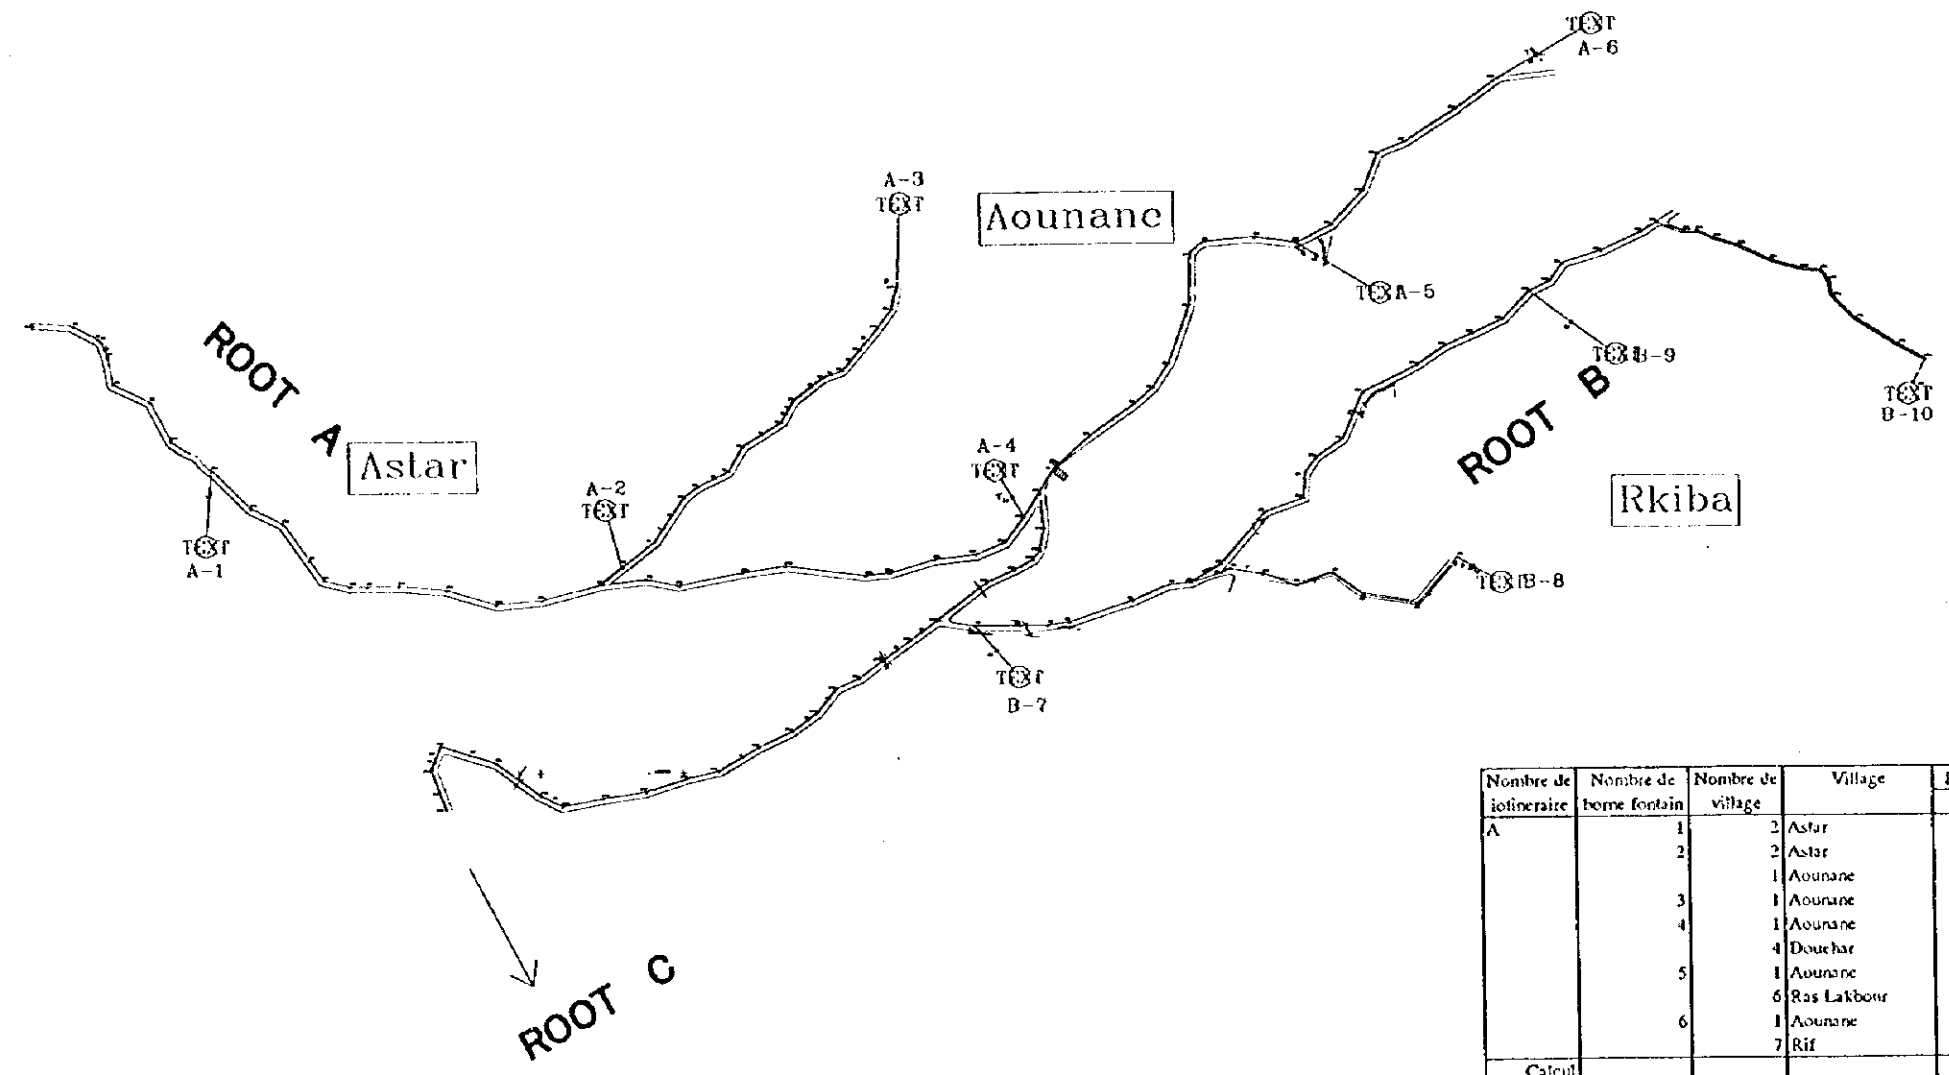 TEXT
A-6
A-3
TEXT
Aounane
TEXT A-5
ROOT A
TEXT B-9
ROOT B
TEXT
B-10
A-4
TEXT
Astar
A-2
TEXT
Rkiba
TEXT
A-1
TEXT B-8
TEXT
B-7
ROOT C
Nombre de iotineraire Nombre de borne fontain Nombre de village Village
A 1 2 Astar
2 2 Astar
1 Aounane
3 1 Aounane
4 1 Aounane
4 Douchar
5 1 Aounane
6 Ras Lakbour
6 1 Aounane
7 Rif
Calcul